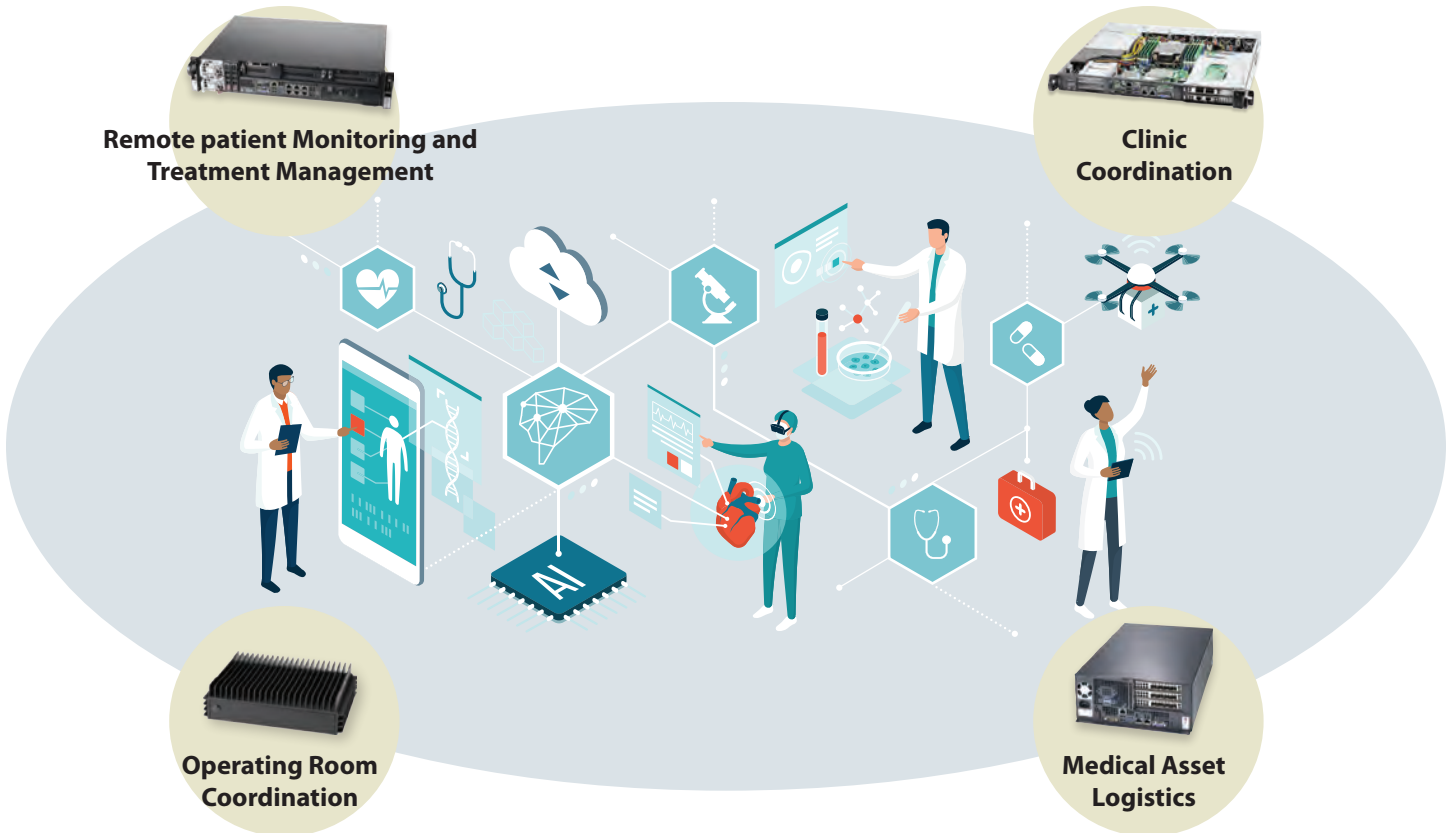 Remote patient Monitoring and
Treatment Management
Clinic
Coordination
AI
Operating Room
Coordination
Medical Asset
Logistics